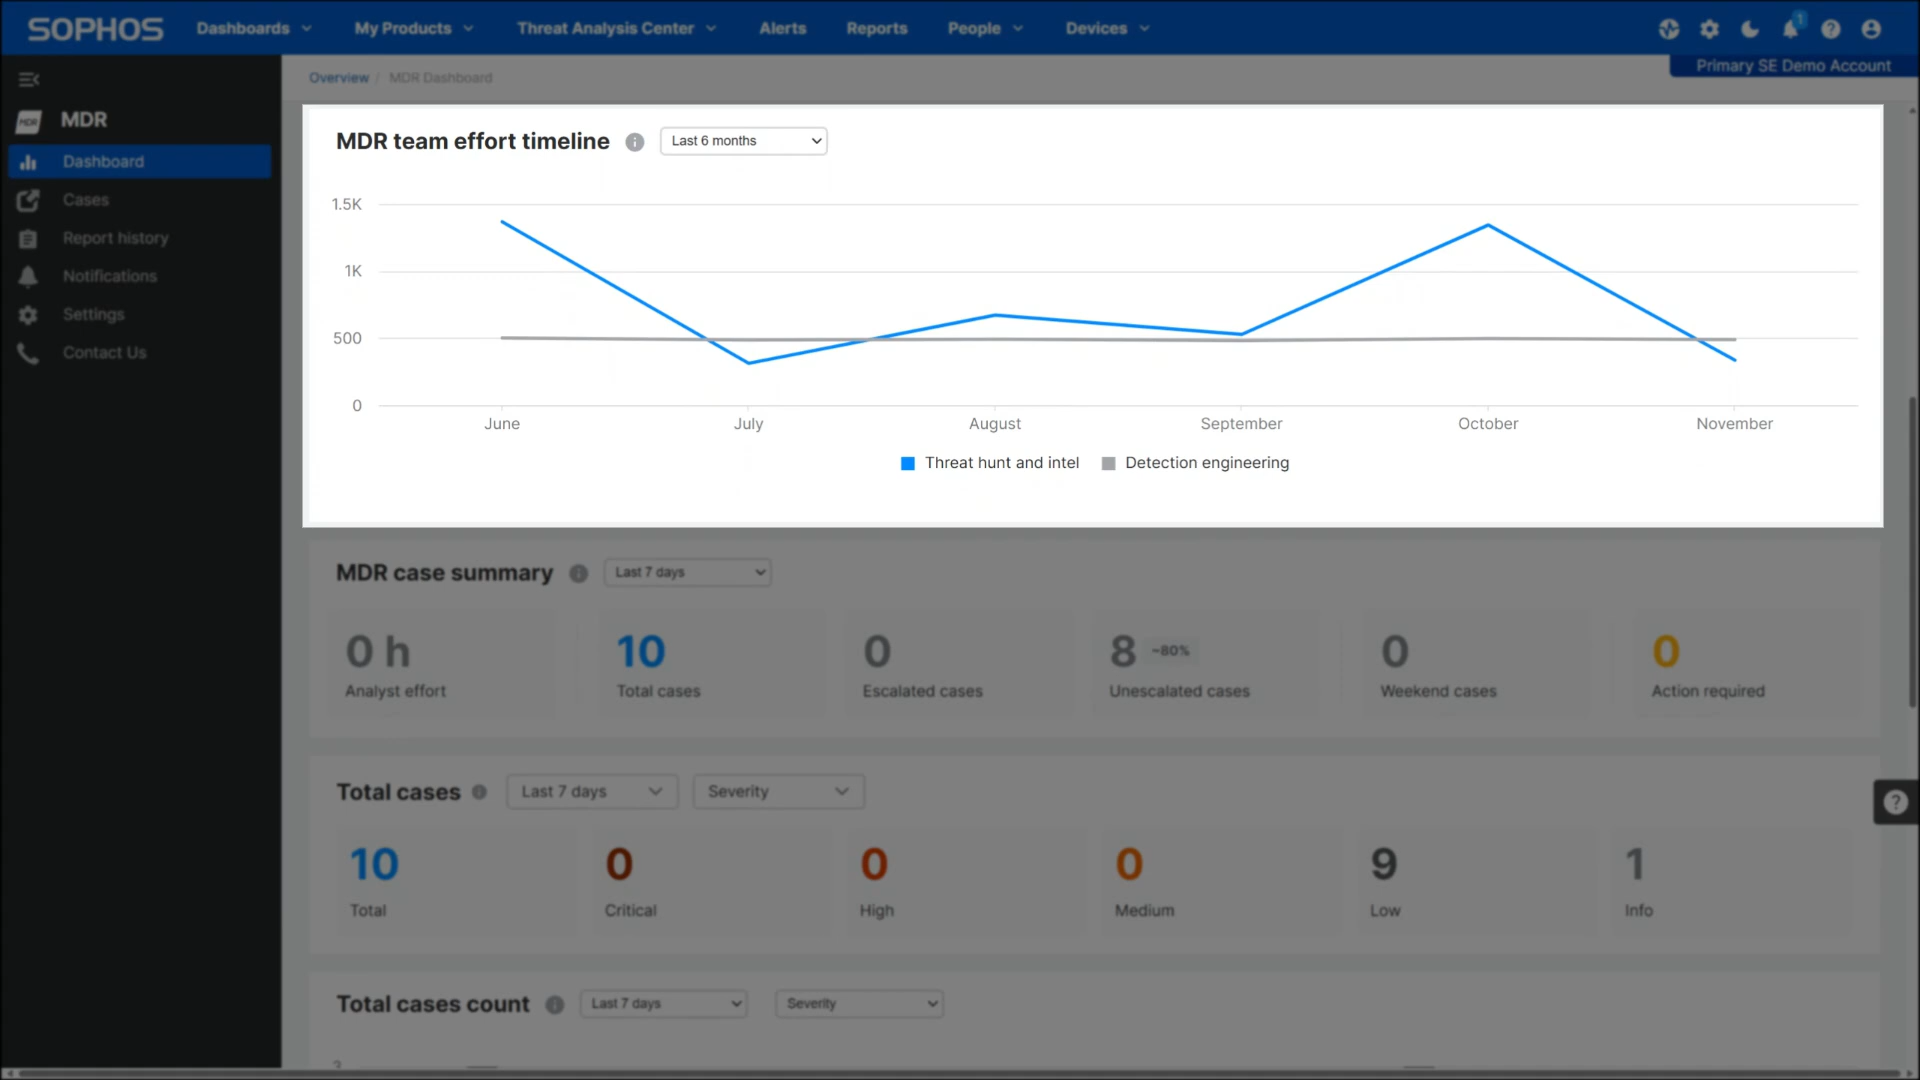 SOPHOS Dashboards My Products Threat Analysis Center Alerts Reports People Devices 1
Primary SE Demo Account
Overview / MDR Dashboard
MDR MDR
Dashboard
Cases
Report history
Notifications
Settings
Contact Us
MDR team effort timeline Last 6 months
1.5K
1K
500
0
June July August September October November
Threat hunt and intel Detection engineering
MDR case summary Last 7 days
0 h 10 0 8 ~80% 0 0
Analyst effort Total cases Escalated cases Unescalated cases Weekend cases Action required
Total cases Last 7 days Severity
10 0 0 0 9 1
Total Critical High Medium Low Info
Total cases count Last 7 days Severity